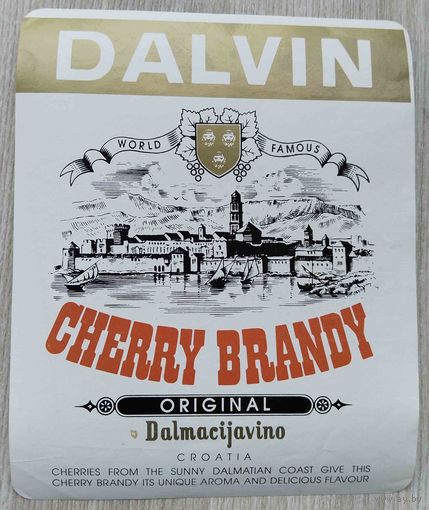 DALVIN
WORLD FAMOUS
CHERRY BRANDY
ORIGINAL
Dalmacijavino
CROATIA
CHERRIES FROM THE SUNNY DALMATIAN COAST GIVE THIS
CHERRY BRANDY ITS UNIQUE AROMA AND DELICIOUS FLAVOUR